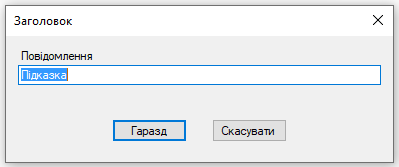 Заголовок
Повідомлення
Підказка
Гаразд
Скасувати